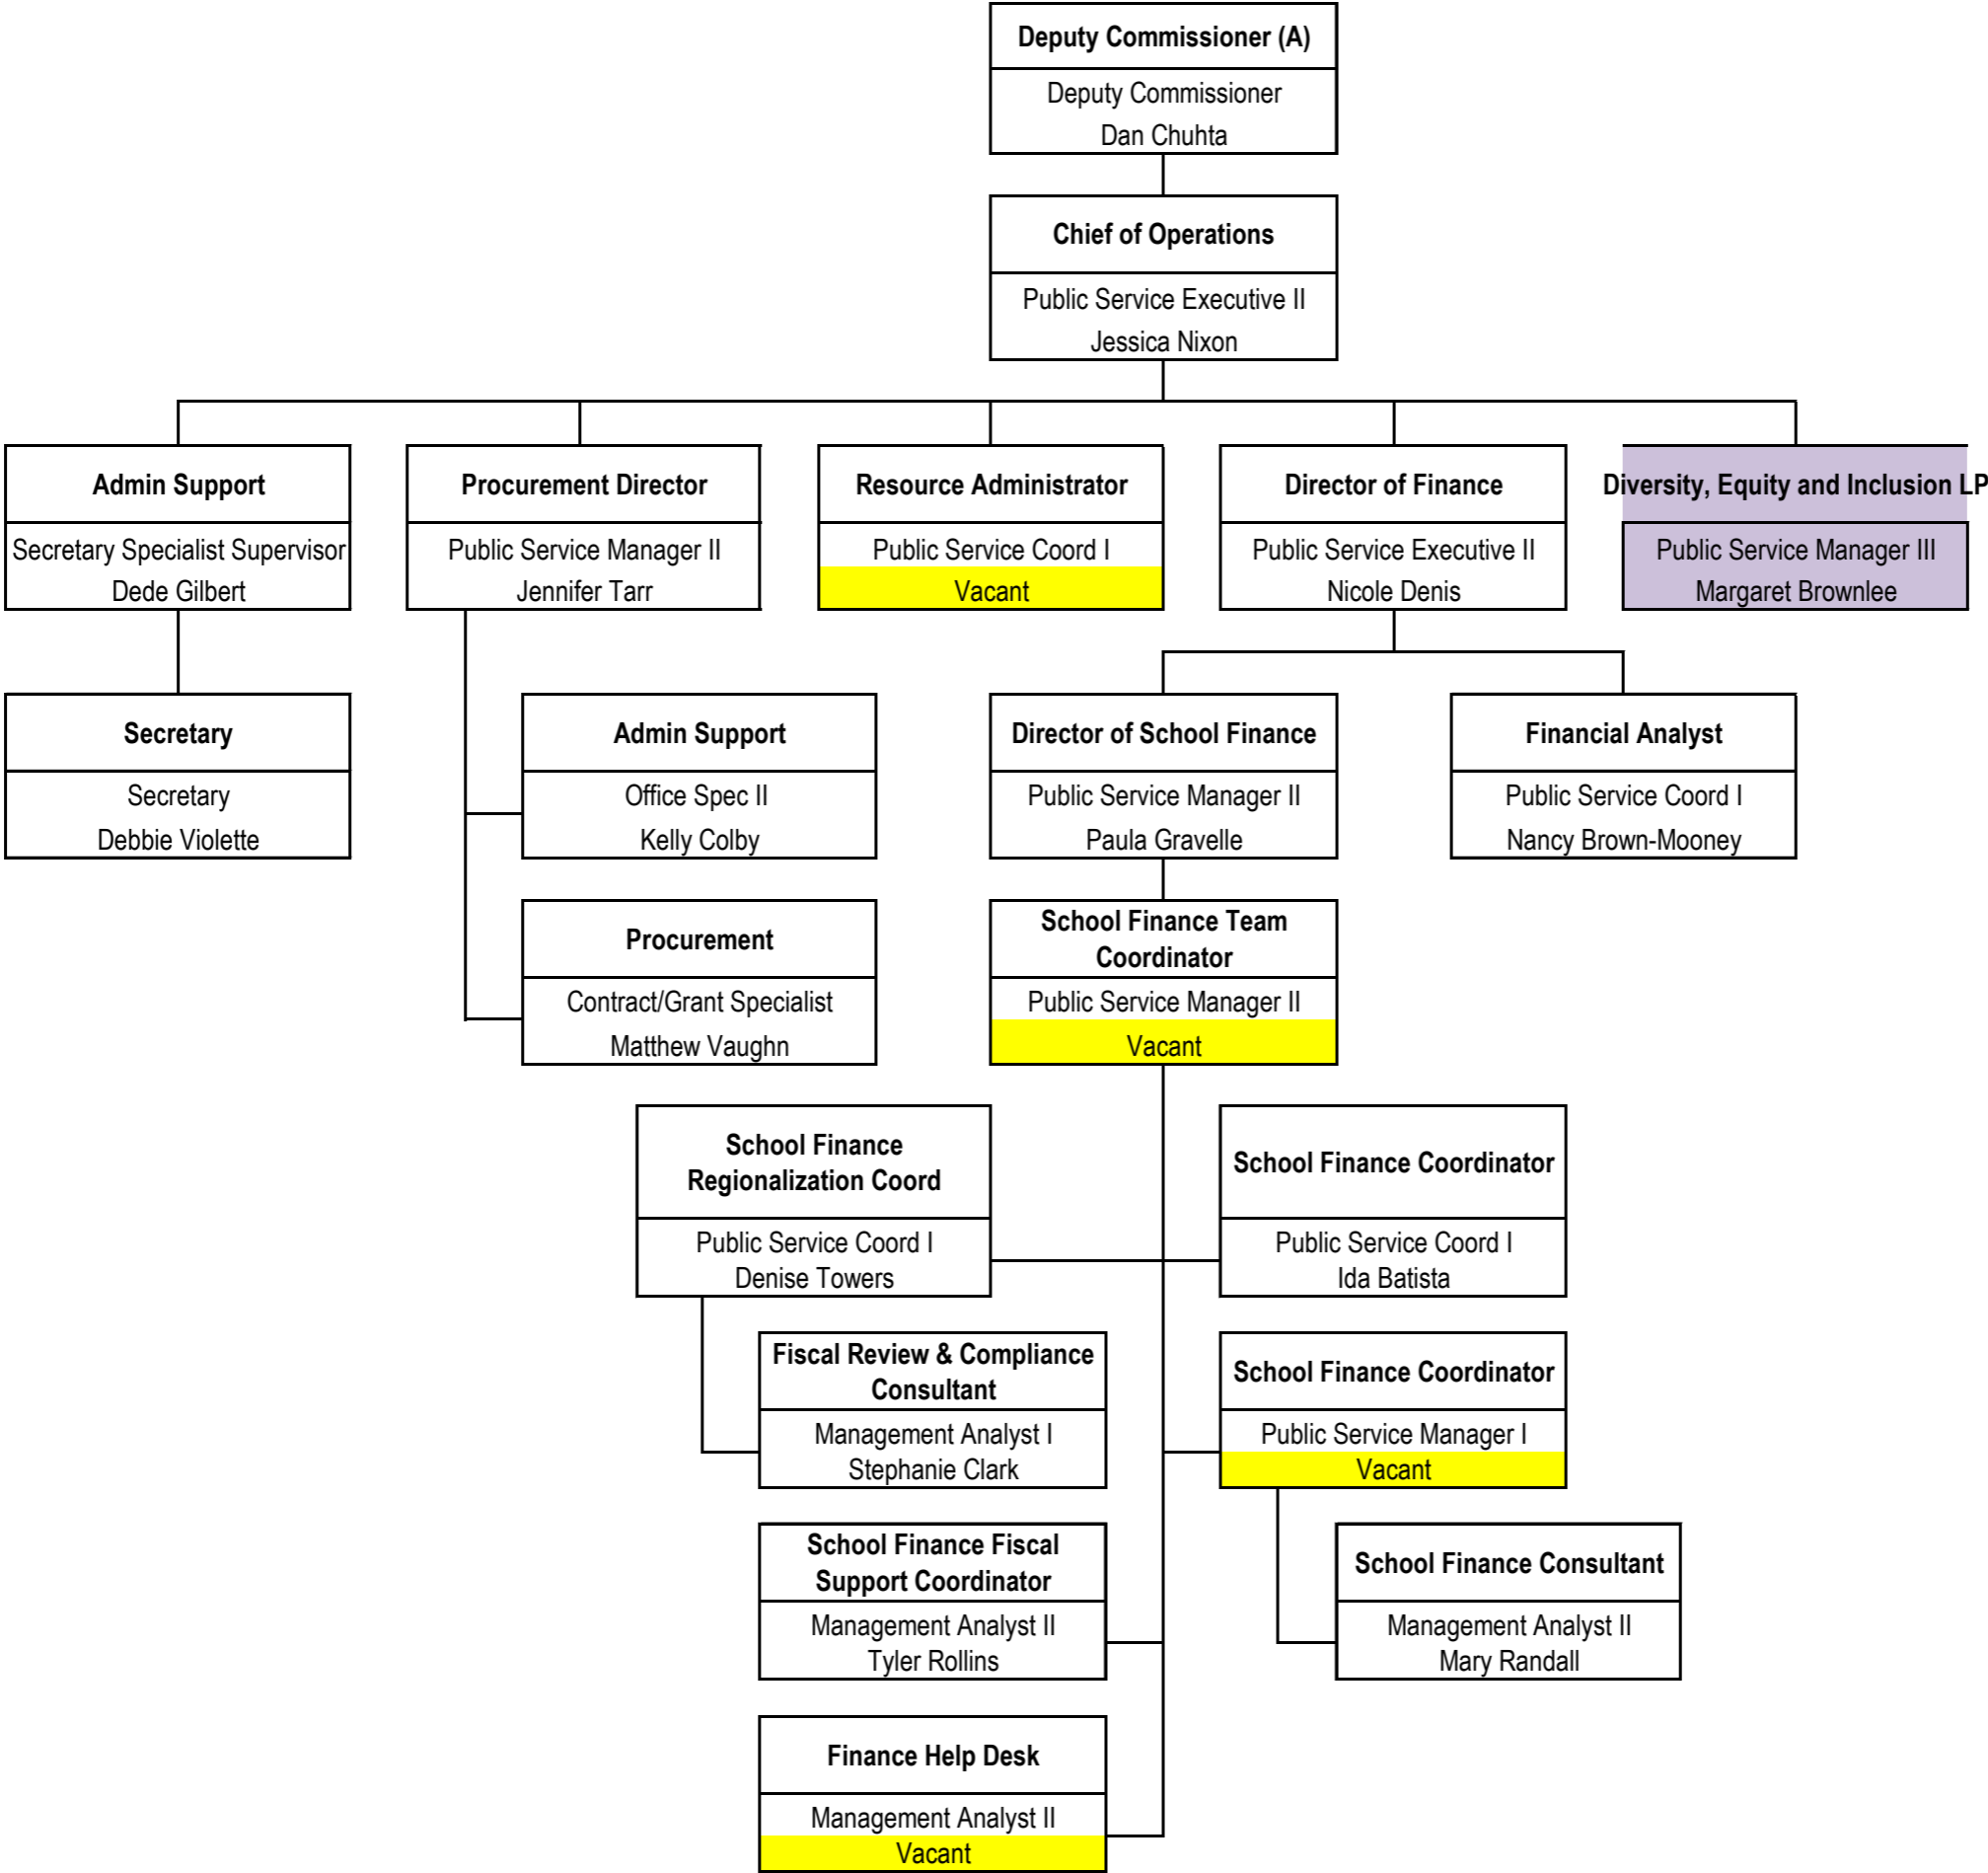 Deputy Commissioner (A)
Deputy Commissioner
Dan Chuhta
Chief of Operations
Public Service Executive II
Jessica Nixon
Admin Support
Secretary Specialist Supervisor
Dede Gilbert
Procurement Director
Public Service Manager II
Jennifer Tarr
Resource Administrator
Public Service Coord I
Vacant
Director of Finance
Public Service Executive II
Nicole Denis
Diversity, Equity and Inclusion LP
Public Service Manager III
Margaret Brownlee
Secretary
Secretary
Debbie Violette
Admin Support
Office Spec II
Kelly Colby
Director of School Finance
Public Service Manager II
Paula Gravelle
Financial Analyst
Public Service Coord I
Nancy Brown-Mooney
Procurement
Contract/Grant Specialist
Matthew Vaughn
School Finance Team
Coordinator
Public Service Manager II
Vacant
School Finance
Regionalization Coord
Public Service Coord I
Denise Towers
School Finance Coordinator
Public Service Coord I
Ida Batista
Fiscal Review & Compliance
Consultant
Management Analyst I
Stephanie Clark
School Finance Coordinator
Public Service Manager I
Vacant
School Finance Fiscal
Support Coordinator
Management Analyst II
Tyler Rollins
School Finance Consultant
Management Analyst II
Mary Randall
Finance Help Desk
Management Analyst II
Vacant